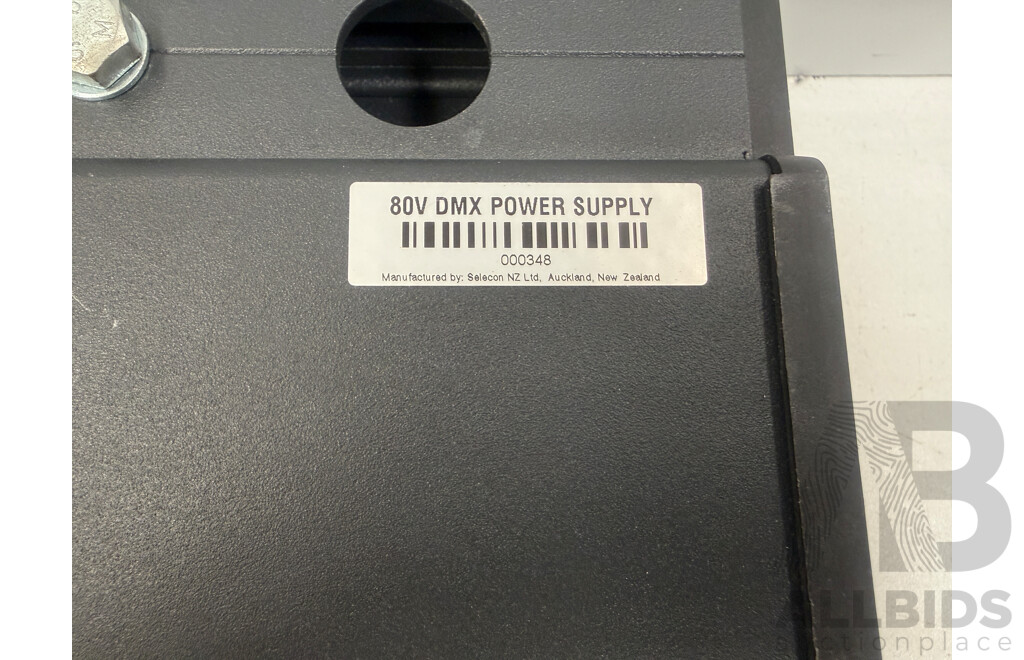 M
80V DMX POWER SUPPLY
000348
Manufactured by: Selecon NZ Ltd, Auckland, New Zealand
B
ALLBIDS
auctionplace